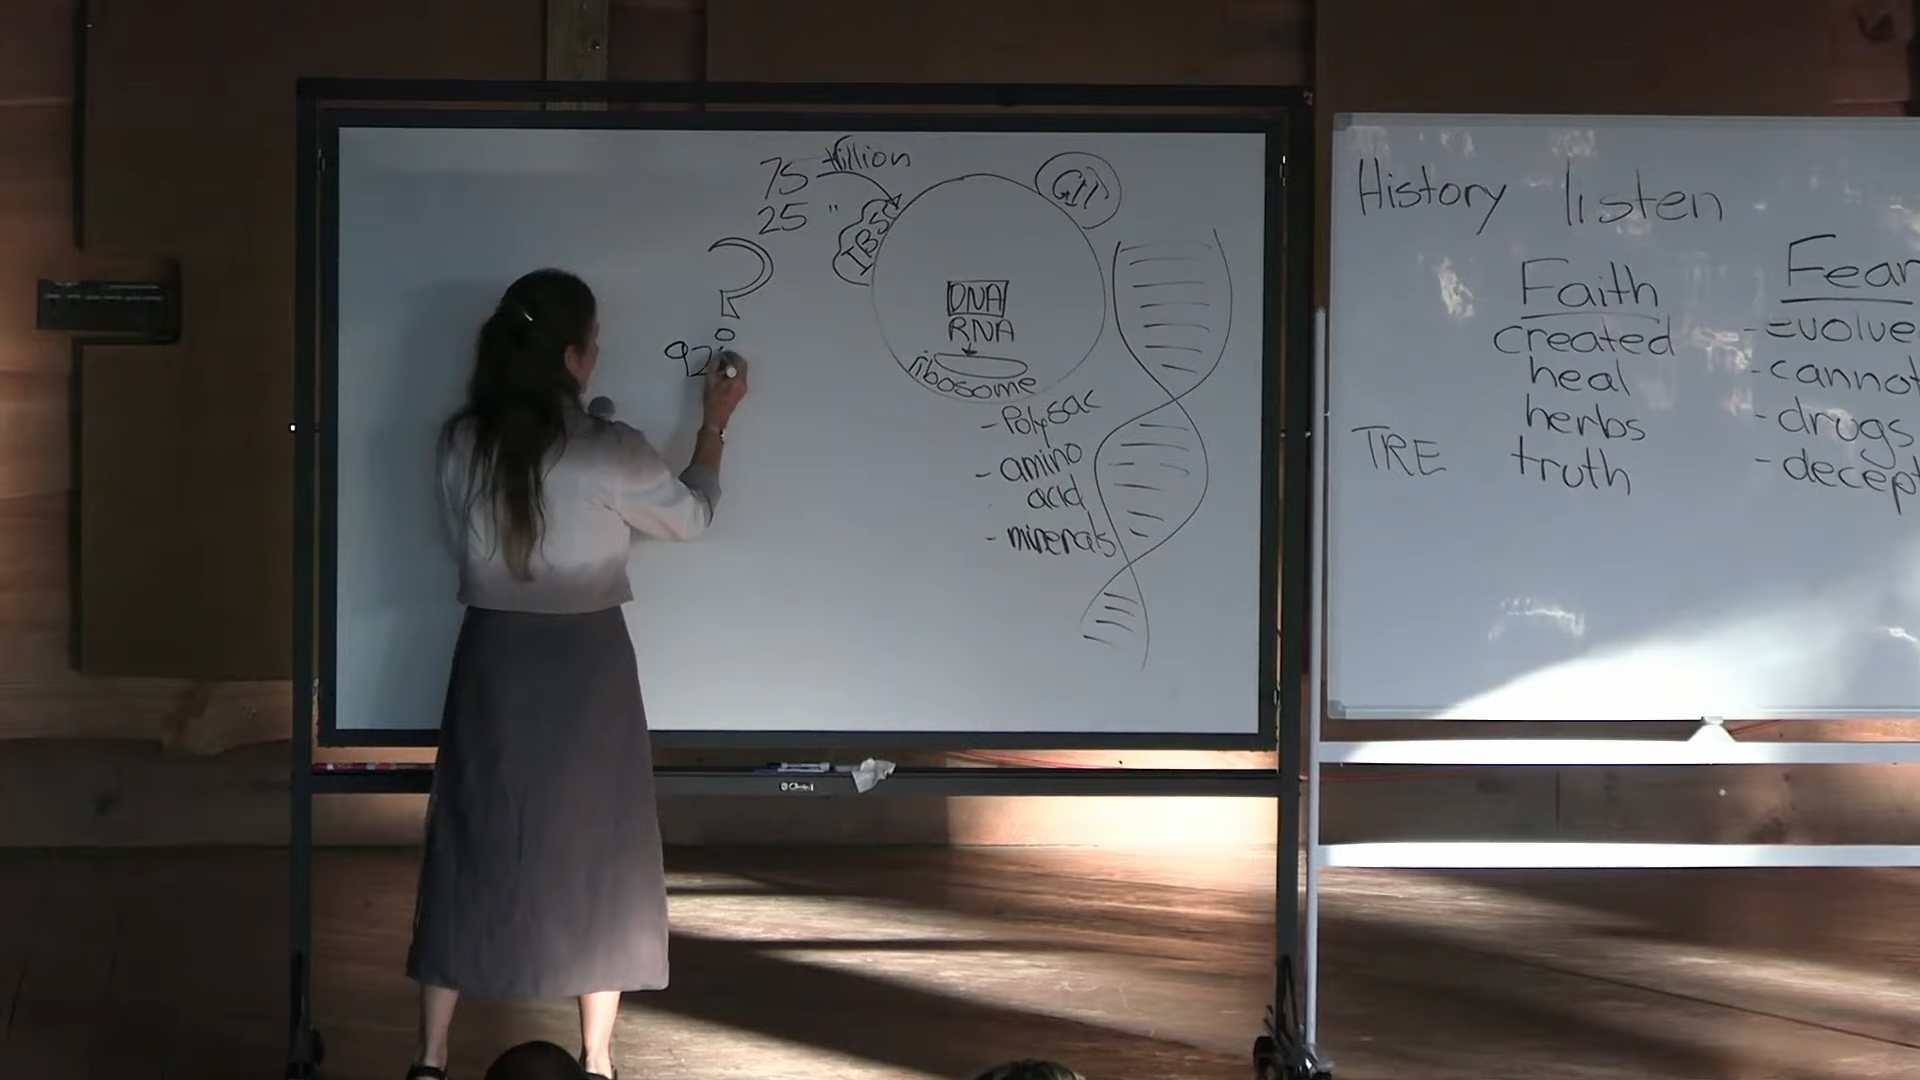 75 trillion
25 "
IBS
GIT
DNA
RNA
ribosome
- Polysac
- amino
acid
- minerals
92
History listen
Faith
created
heal
herbs
TRE truth
Fear
- Evolve
- cannot
- drugs
- decept